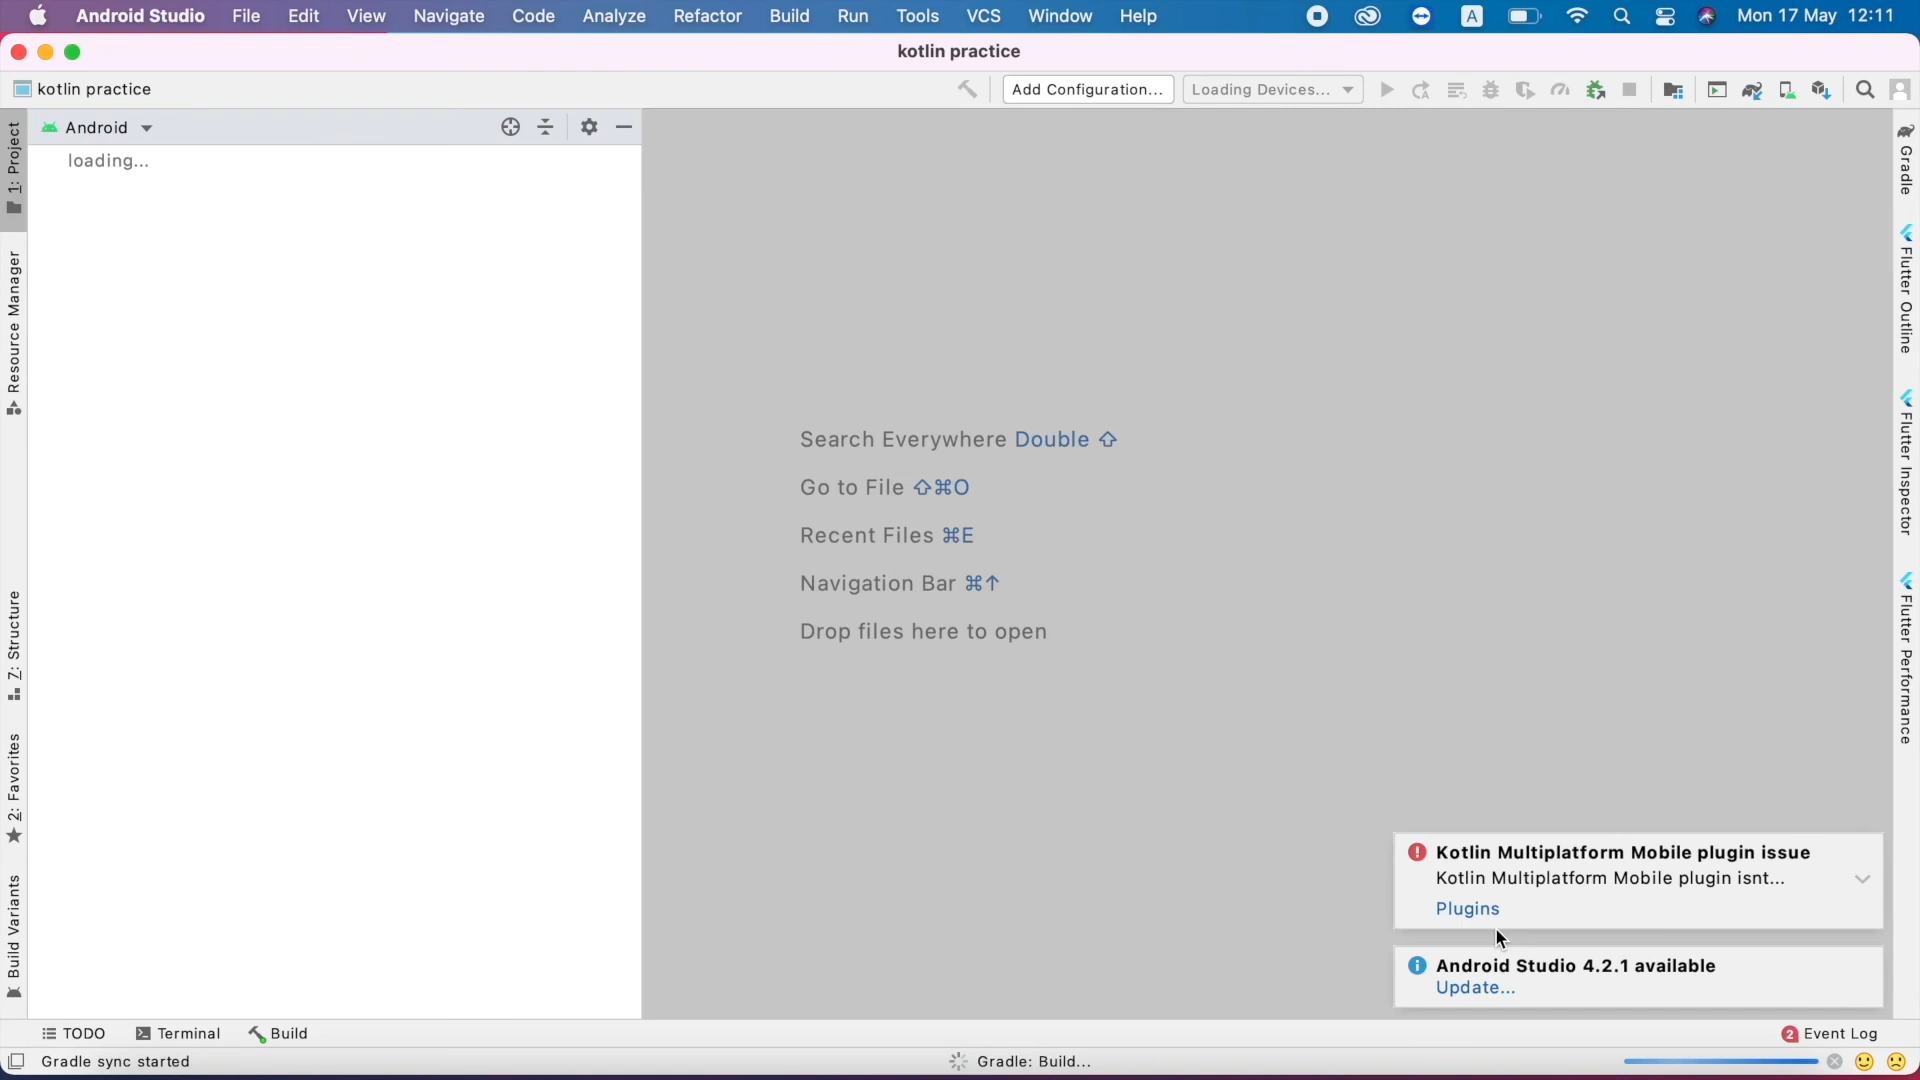 Android Studio File Edit View Navigate Code Analyze Refactor Build Run Tools VCS Window Help A Mon 17 May 12:11
kotlin practice
kotlin practice
Add Configuration... Loading Devices...
Android
loading...
1: Project
Resource Manager
7: Structure
2: Favorites
Build Variants
Search Everywhere Double ⇧
Go to File ⇧⌘O
Recent Files ⌘E
Navigation Bar ⌘↑
Drop files here to open
Gradle
Flutter Outline
Flutter Inspector
Flutter Performance
Kotlin Multiplatform Mobile plugin issue
Kotlin Multiplatform Mobile plugin isnt...
Plugins
Android Studio 4.2.1 available
Update...
TODO Terminal Build 2 Event Log
Gradle sync started Gradle: Build...